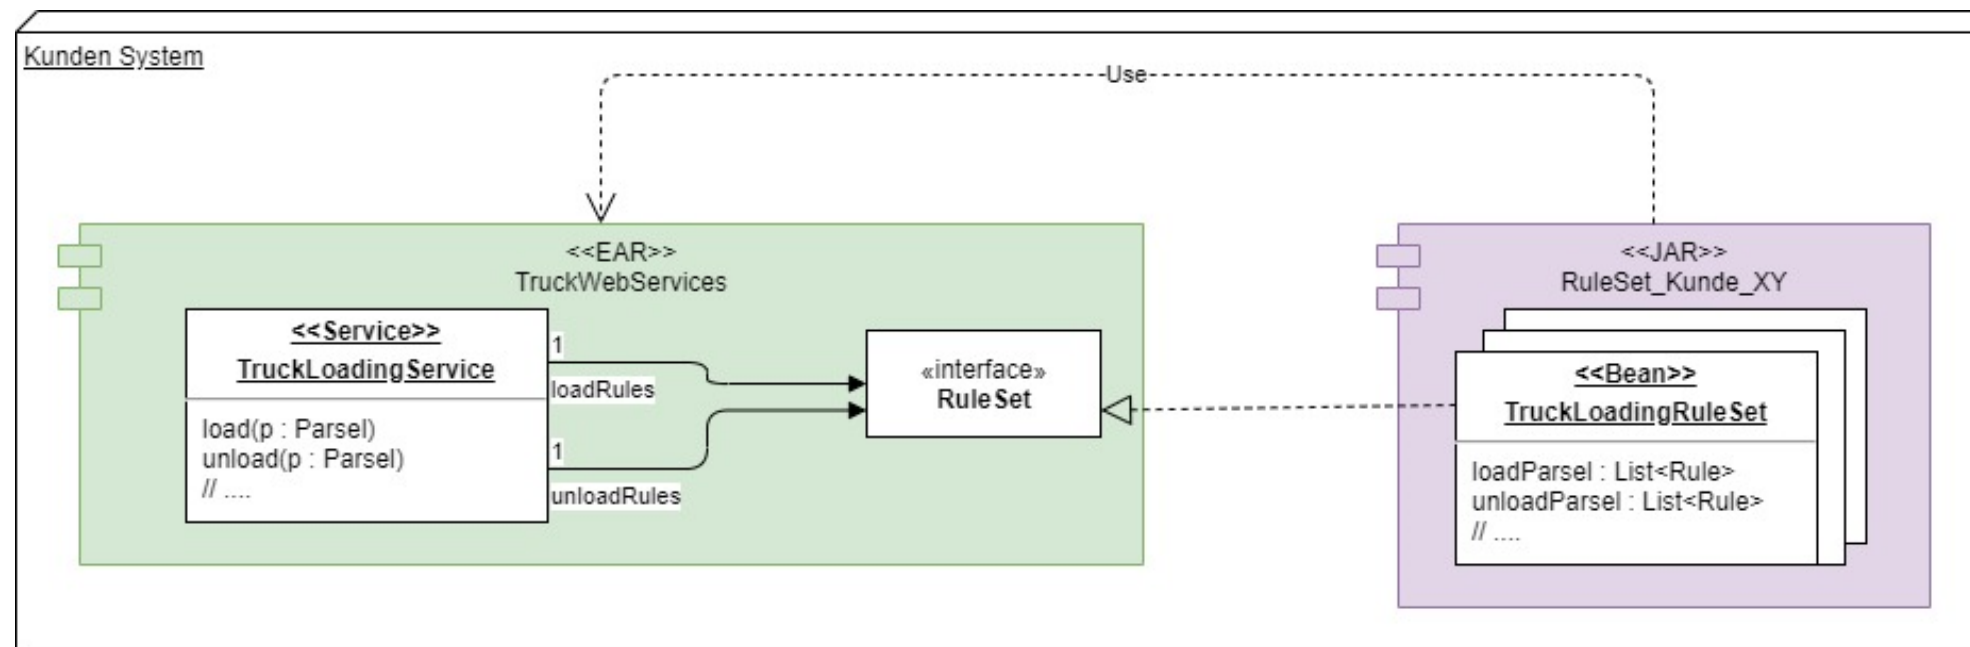 Kunden System
Use
<<EAR>>
TruckWebServices
<<Service>>
TruckLoadingService
load(p : Parsel)
unload(p : Parsel)
// ....
1
loadRules
1
unloadRules
«interface»
RuleSet
<<JAR>>
RuleSet_Kunde_XY
<<Bean>>
TruckLoadingRuleSet
loadParsel : List<Rule>
unloadParsel : List<Rule>
// ....